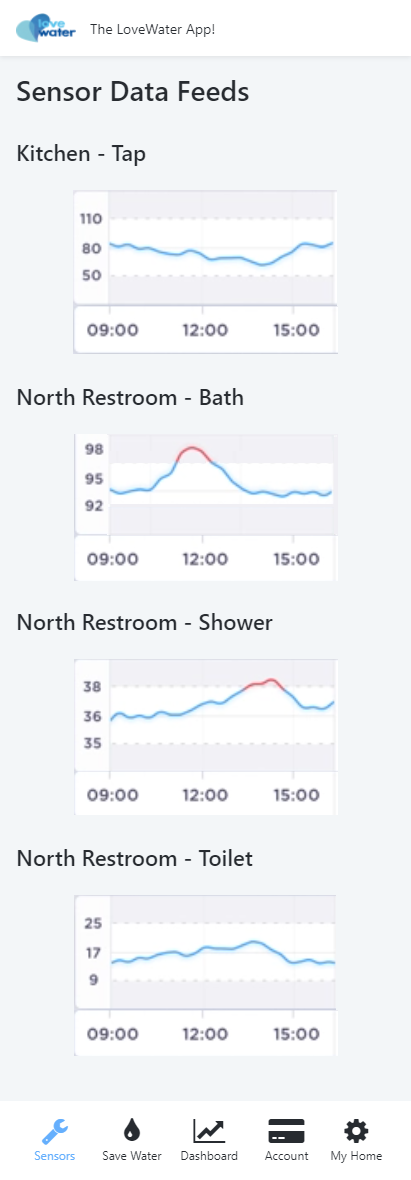 love
water
The LoveWater App!
Sensor Data Feeds
Kitchen - Tap
110
80
50
09:00 12:00 15:00
North Restroom - Bath
98
95
92
09:00 12:00 15:00
North Restroom - Shower
38
36
35
09:00 12:00 15:00
North Restroom - Toilet
25
17
9
09:00 12:00 15:00
Sensors Save Water Dashboard Account My Home